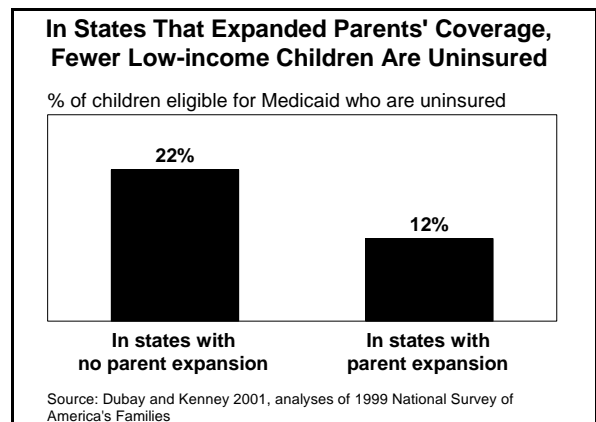 In States That Expanded Parents' Coverage,
Fewer Low-income Children Are Uninsured
% of children eligible for Medicaid who are uninsured
22%
12%
In states with
no parent expansion
In states with
parent expansion
Source: Dubay and Kenney 2001, analyses of 1999 National Survey of
America's Families